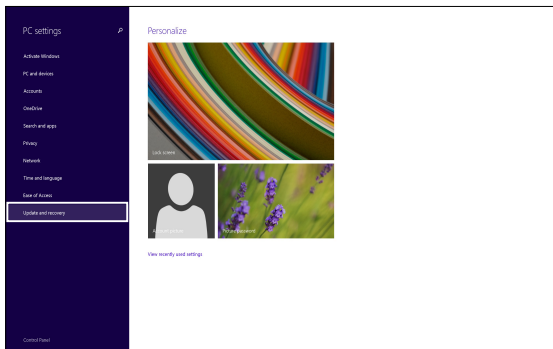 PC settings
Activate Windows
PC and devices
Accounts
OneDrive
Search and apps
Privacy
Network
Time and language
Ease of Access
Update and recovery
Control Panel
Personalize
Lock screen
Account picture
Picture password
View recently used settings